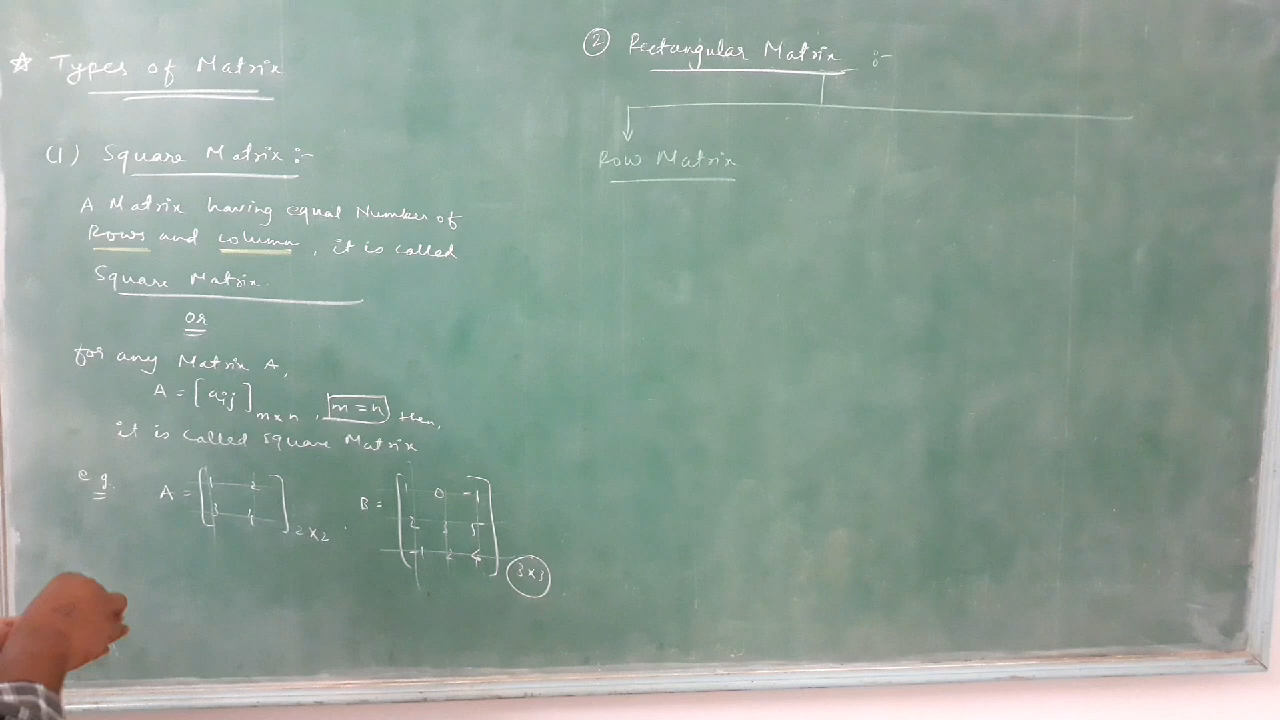 ☆ Types of Matrix
(1) Square Matrix :-
A Matrix having equal Number of
Rows and column, it is called
Square Matrix.
or
for any Matrix A,
A = [aij] m×n, m=n then,
it is called Square Matrix
e.g. A = [1 2
3 4] 2×2.
B = [1 0 -1
2 3 5
-1 2 4] 3×3
② Rectangular Matrix :-
Row Matrix